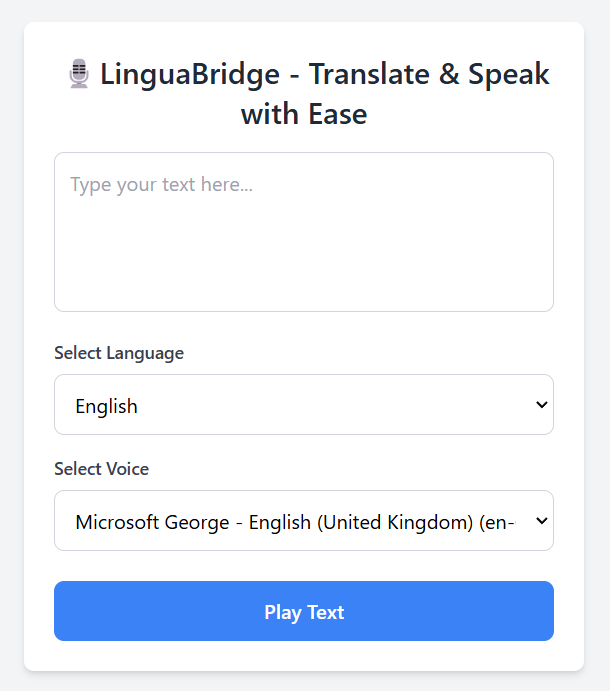 🎙️ LinguaBridge - Translate & Speak
with Ease
Type your text here...
Select Language
English
Select Voice
Microsoft George - English (United Kingdom) (en-
Play Text